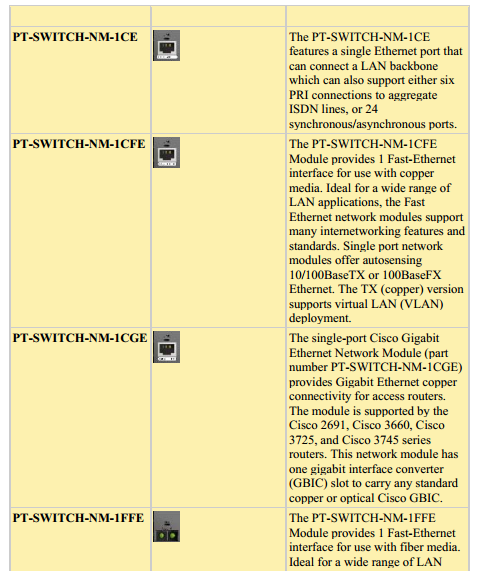 PT-SWITCH-NM-1CE
The PT-SWITCH-NM-1CE
features a single Ethernet port that
can connect a LAN backbone
which can also support either six
PRI connections to aggregate
ISDN lines, or 24
synchronous/asynchronous ports.
PT-SWITCH-NM-1CFE
The PT-SWITCH-NM-1CFE
Module provides 1 Fast-Ethernet
interface for use with copper
media. Ideal for a wide range of
LAN applications, the Fast
Ethernet network modules support
many internetworking features and
standards. Single port network
modules offer autosensing
10/100BaseTX or 100BaseFX
Ethernet. The TX (copper) version
supports virtual LAN (VLAN)
deployment.
PT-SWITCH-NM-1CGE
The single-port Cisco Gigabit
Ethernet Network Module (part
number PT-SWITCH-NM-1CGE)
provides Gigabit Ethernet copper
connectivity for access routers.
The module is supported by the
Cisco 2691, Cisco 3660, Cisco
3725, and Cisco 3745 series
routers. This network module has
one gigabit interface converter
(GBIC) slot to carry any standard
copper or optical Cisco GBIC.
PT-SWITCH-NM-1FFE
The PT-SWITCH-NM-1FFE
Module provides 1 Fast-Ethernet
interface for use with fiber media.
Ideal for a wide range of LAN